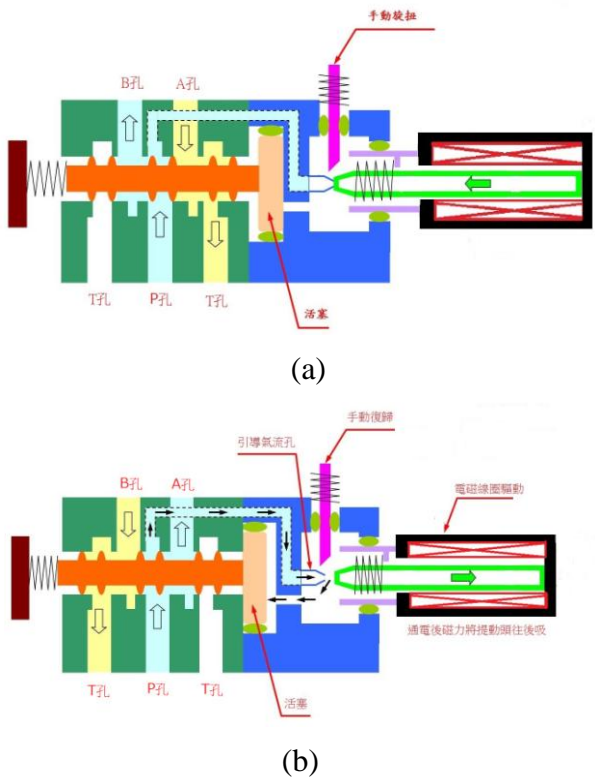 手動旋扭
B孔
A孔
T孔
P孔
T孔
活塞
(a)
手動復歸
引導氣流孔
電磁線圈驅動
B孔
A孔
T孔
P孔
T孔
活塞
通電後磁力將提動頭往後吸
(b)